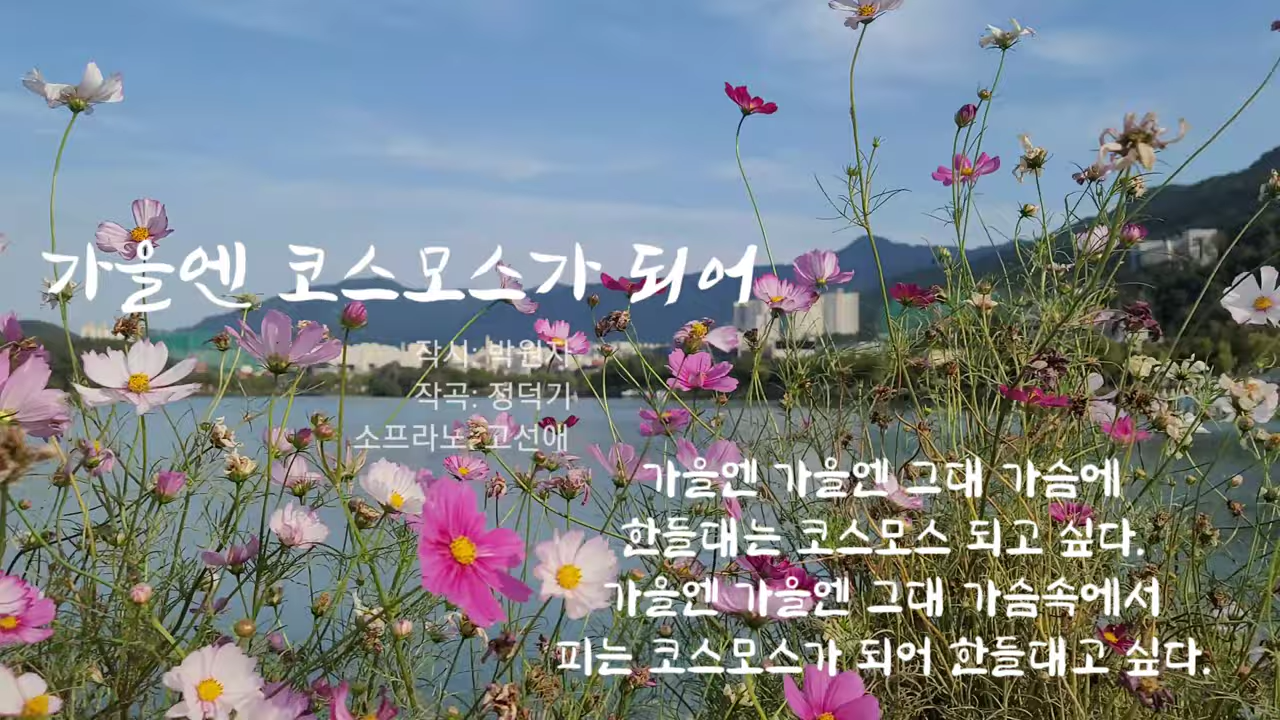 가을엔 코스모스가 되어
작시: 박원자
작곡: 정덕기
소프라노: 고선애
가을엔 가을엔 그대 가슴에
한들대는 코스모스 되고 싶다.
가을엔 가을엔 그대 가슴속에서
피는 코스모스가 되어 한들대고 싶다.